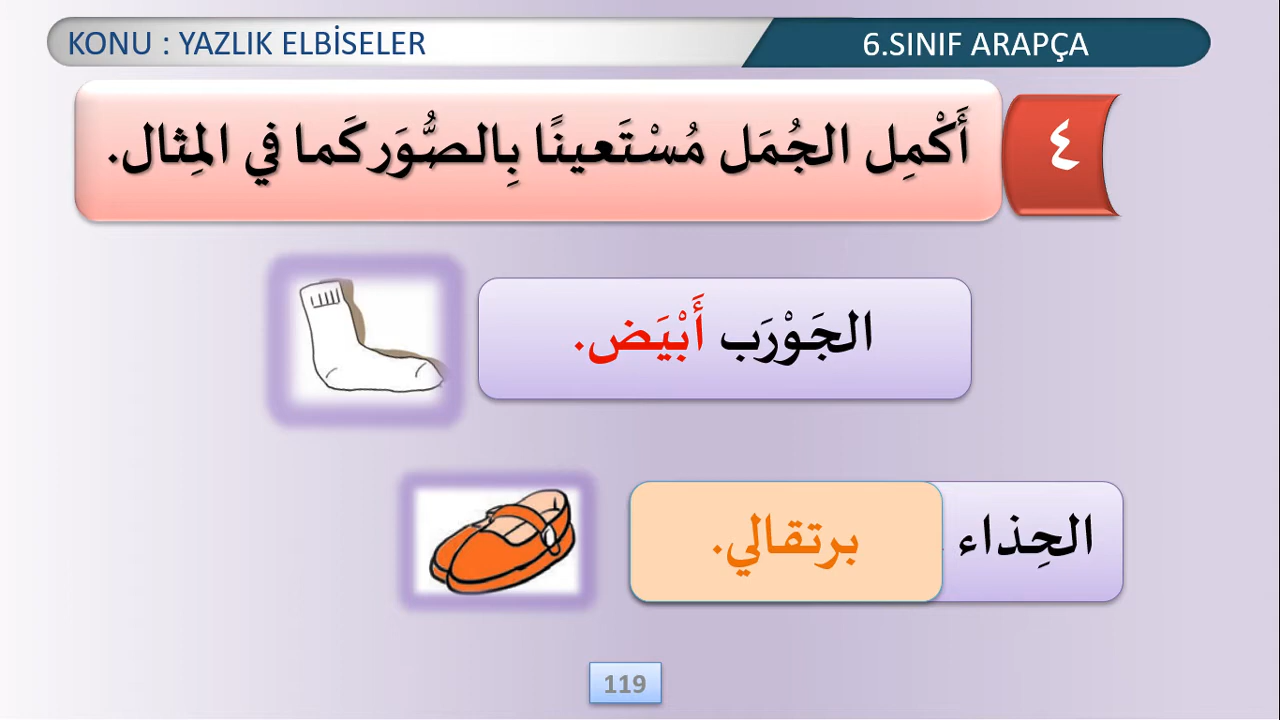 KONU : YAZLIK ELBİSELER
6.SINIF ARAPÇA
٤
أَكْمِل الجُمَل مُسْتَعينًا بِالصُّوَر كَما في المِثال.
الجَوْرَب أَبْيَض.
الحِذاء برتقالي.
119